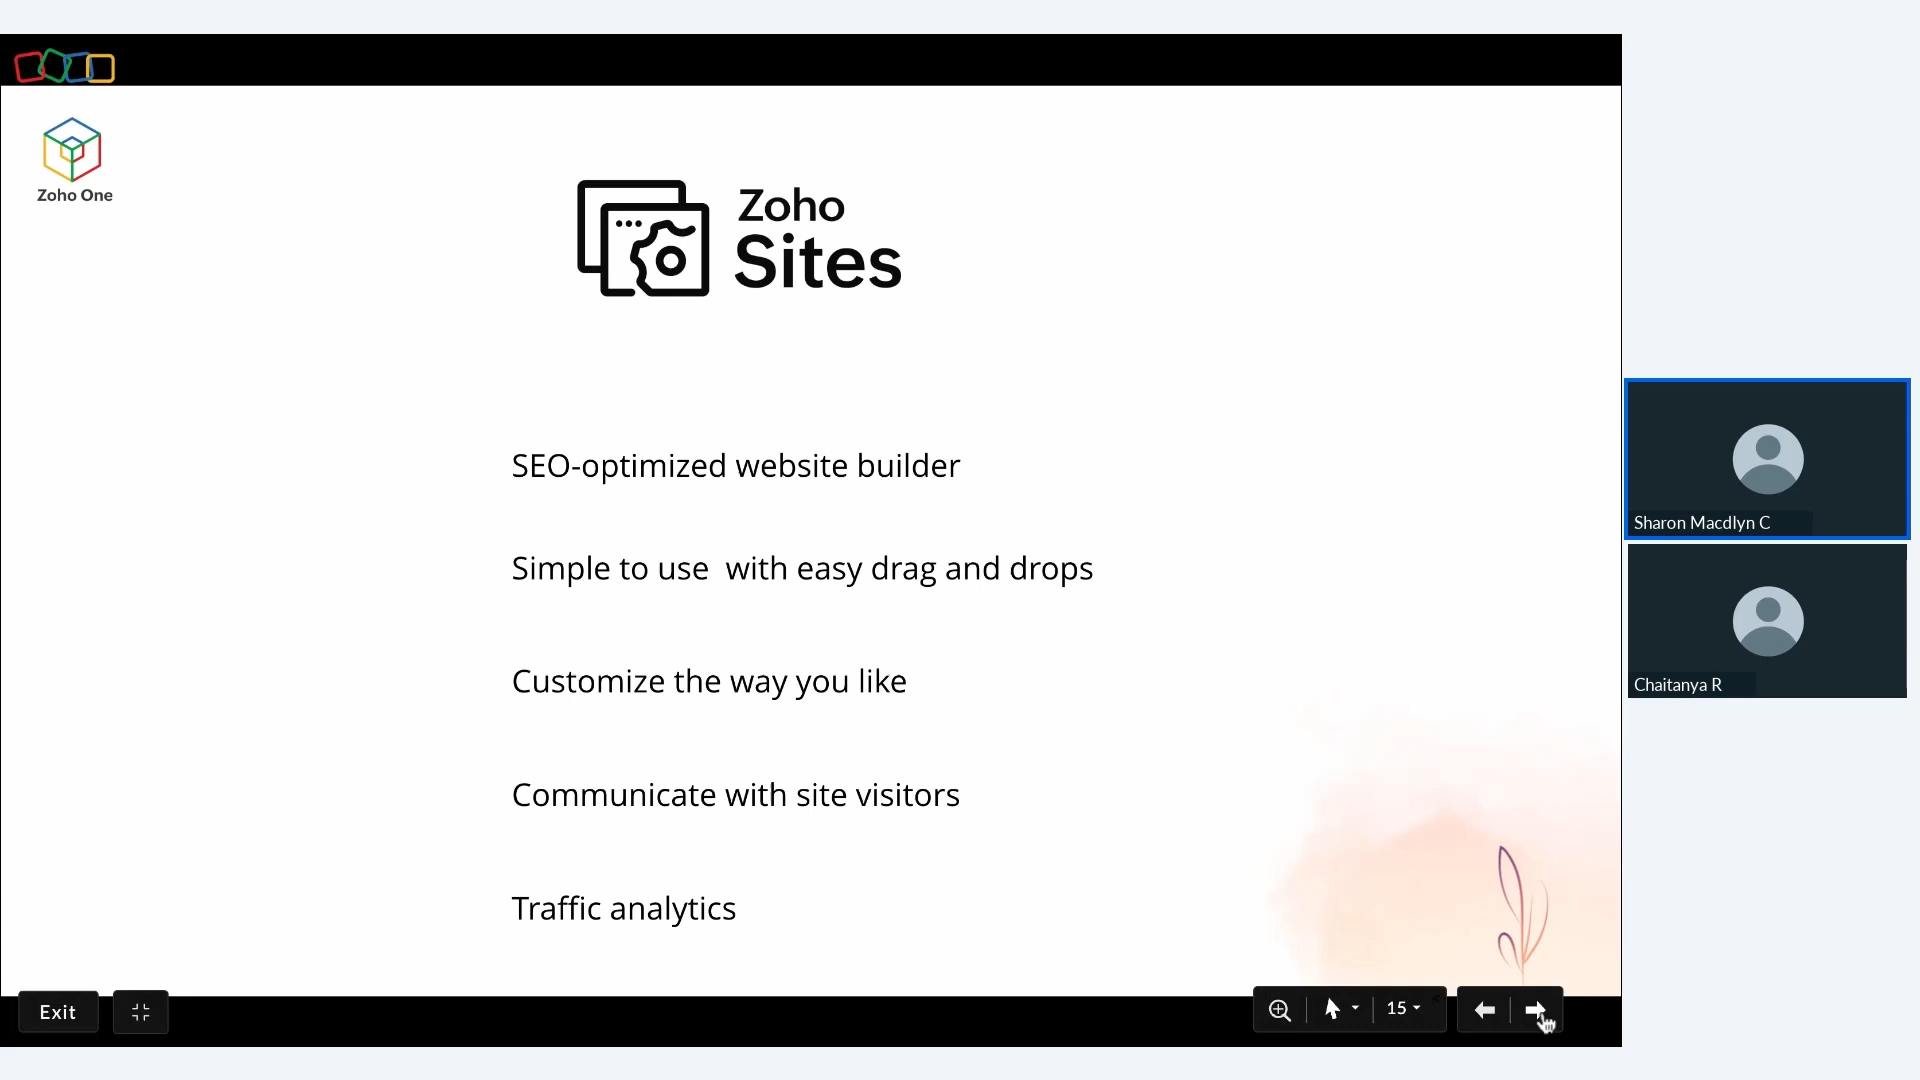 Zoho One
Zoho
Sites
SEO-optimized website builder
Simple to use  with easy drag and drops
Customize the way you like
Communicate with site visitors
Traffic analytics
Sharon Macdlyn C
Chaitanya R
Exit
15